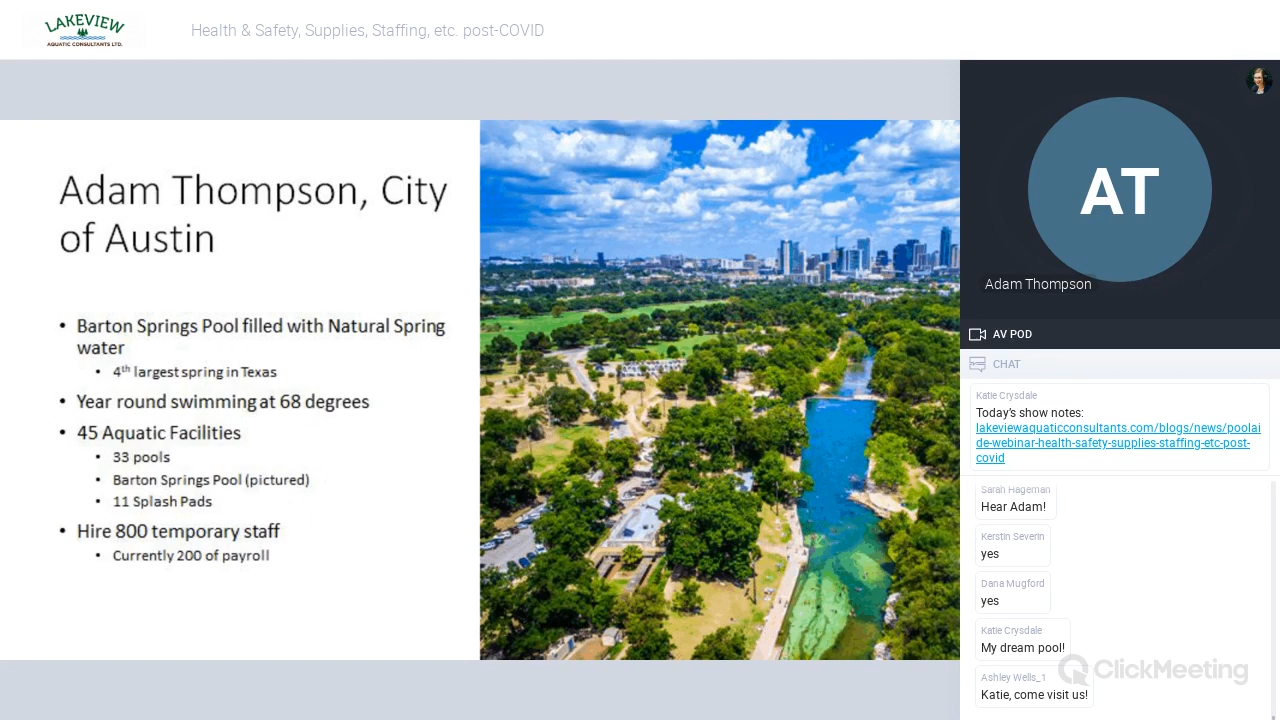 LAKEVIEW
AQUATIC CONSULTANTS LTD.
Health & Safety, Supplies, Staffing, etc. post-COVID
Adam Thompson, City
of Austin
• Barton Springs Pool filled with Natural Spring
water
• 4th largest spring in Texas
• Year round swimming at 68 degrees
• 45 Aquatic Facilities
• 33 pools
• Barton Springs Pool (pictured)
• 11 Splash Pads
• Hire 800 temporary staff
• Currently 200 of payroll
AT
Adam Thompson
AV POD
CHAT
Katie Crysdale
Today's show notes:
lakeviewaquaticconsultants.com/blogs/news/poolai
de-webinar-health-safety-supplies-staffing-etc-post-
covid
Sarah Hageman
Hear Adam!
Kerstin Severin
yes
Dana Mugford
yes
Katie Crysdale
My dream pool!
Ashley Wells_1
Katie, come visit us!
ClickMeeting